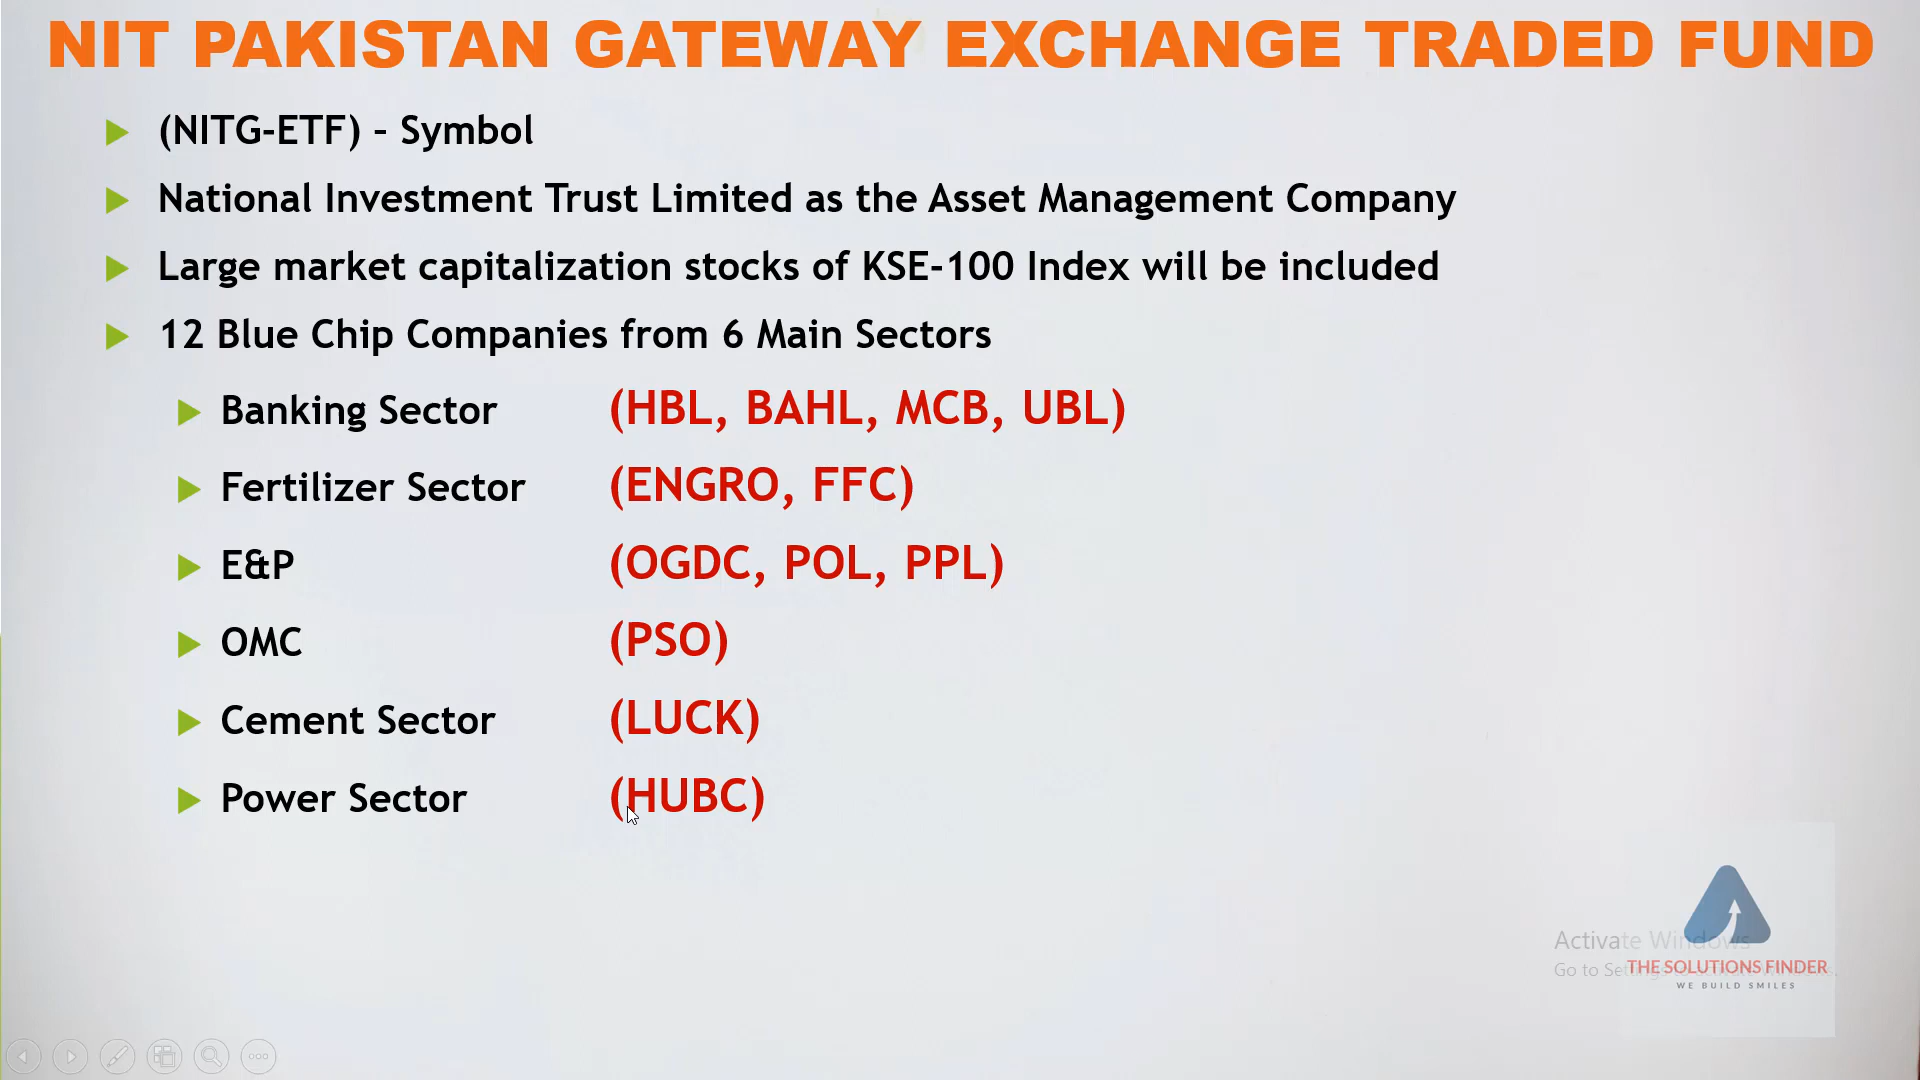 NIT PAKISTAN GATEWAY EXCHANGE TRADED FUND
(NITG-ETF) – Symbol
National Investment Trust Limited as the Asset Management Company
Large market capitalization stocks of KSE-100 Index will be included
12 Blue Chip Companies from 6 Main Sectors
Banking Sector (HBL, BAHL, MCB, UBL)
Fertilizer Sector (ENGRO, FFC)
E&P (OGDC, POL, PPL)
OMC (PSO)
Cement Sector (LUCK)
Power Sector (HUBC)
Activate Windows
Go to
THE SOLUTIONS FINDER
WE BUILD SMILES